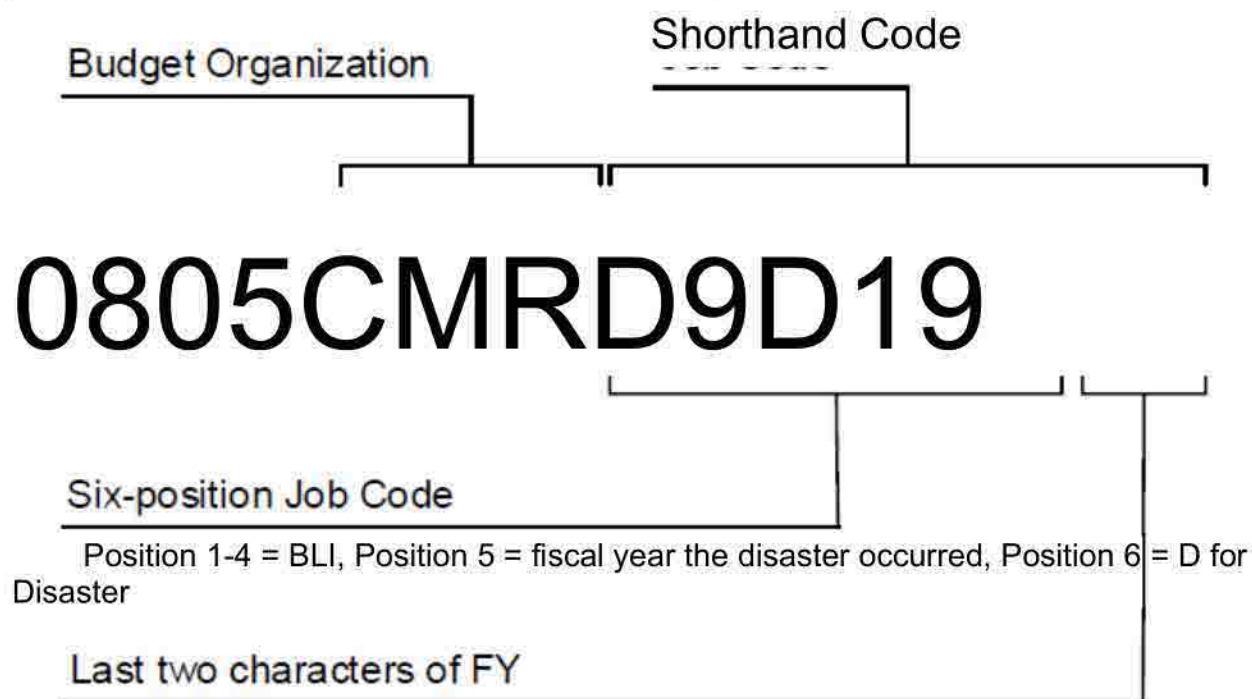 Budget Organization
Shorthand Code
0805CMRD9D19
Six-position Job Code
Position 1-4 = BLI, Position 5 = fiscal year the disaster occurred, Position 6 = D for
Disaster
Last two characters of FY